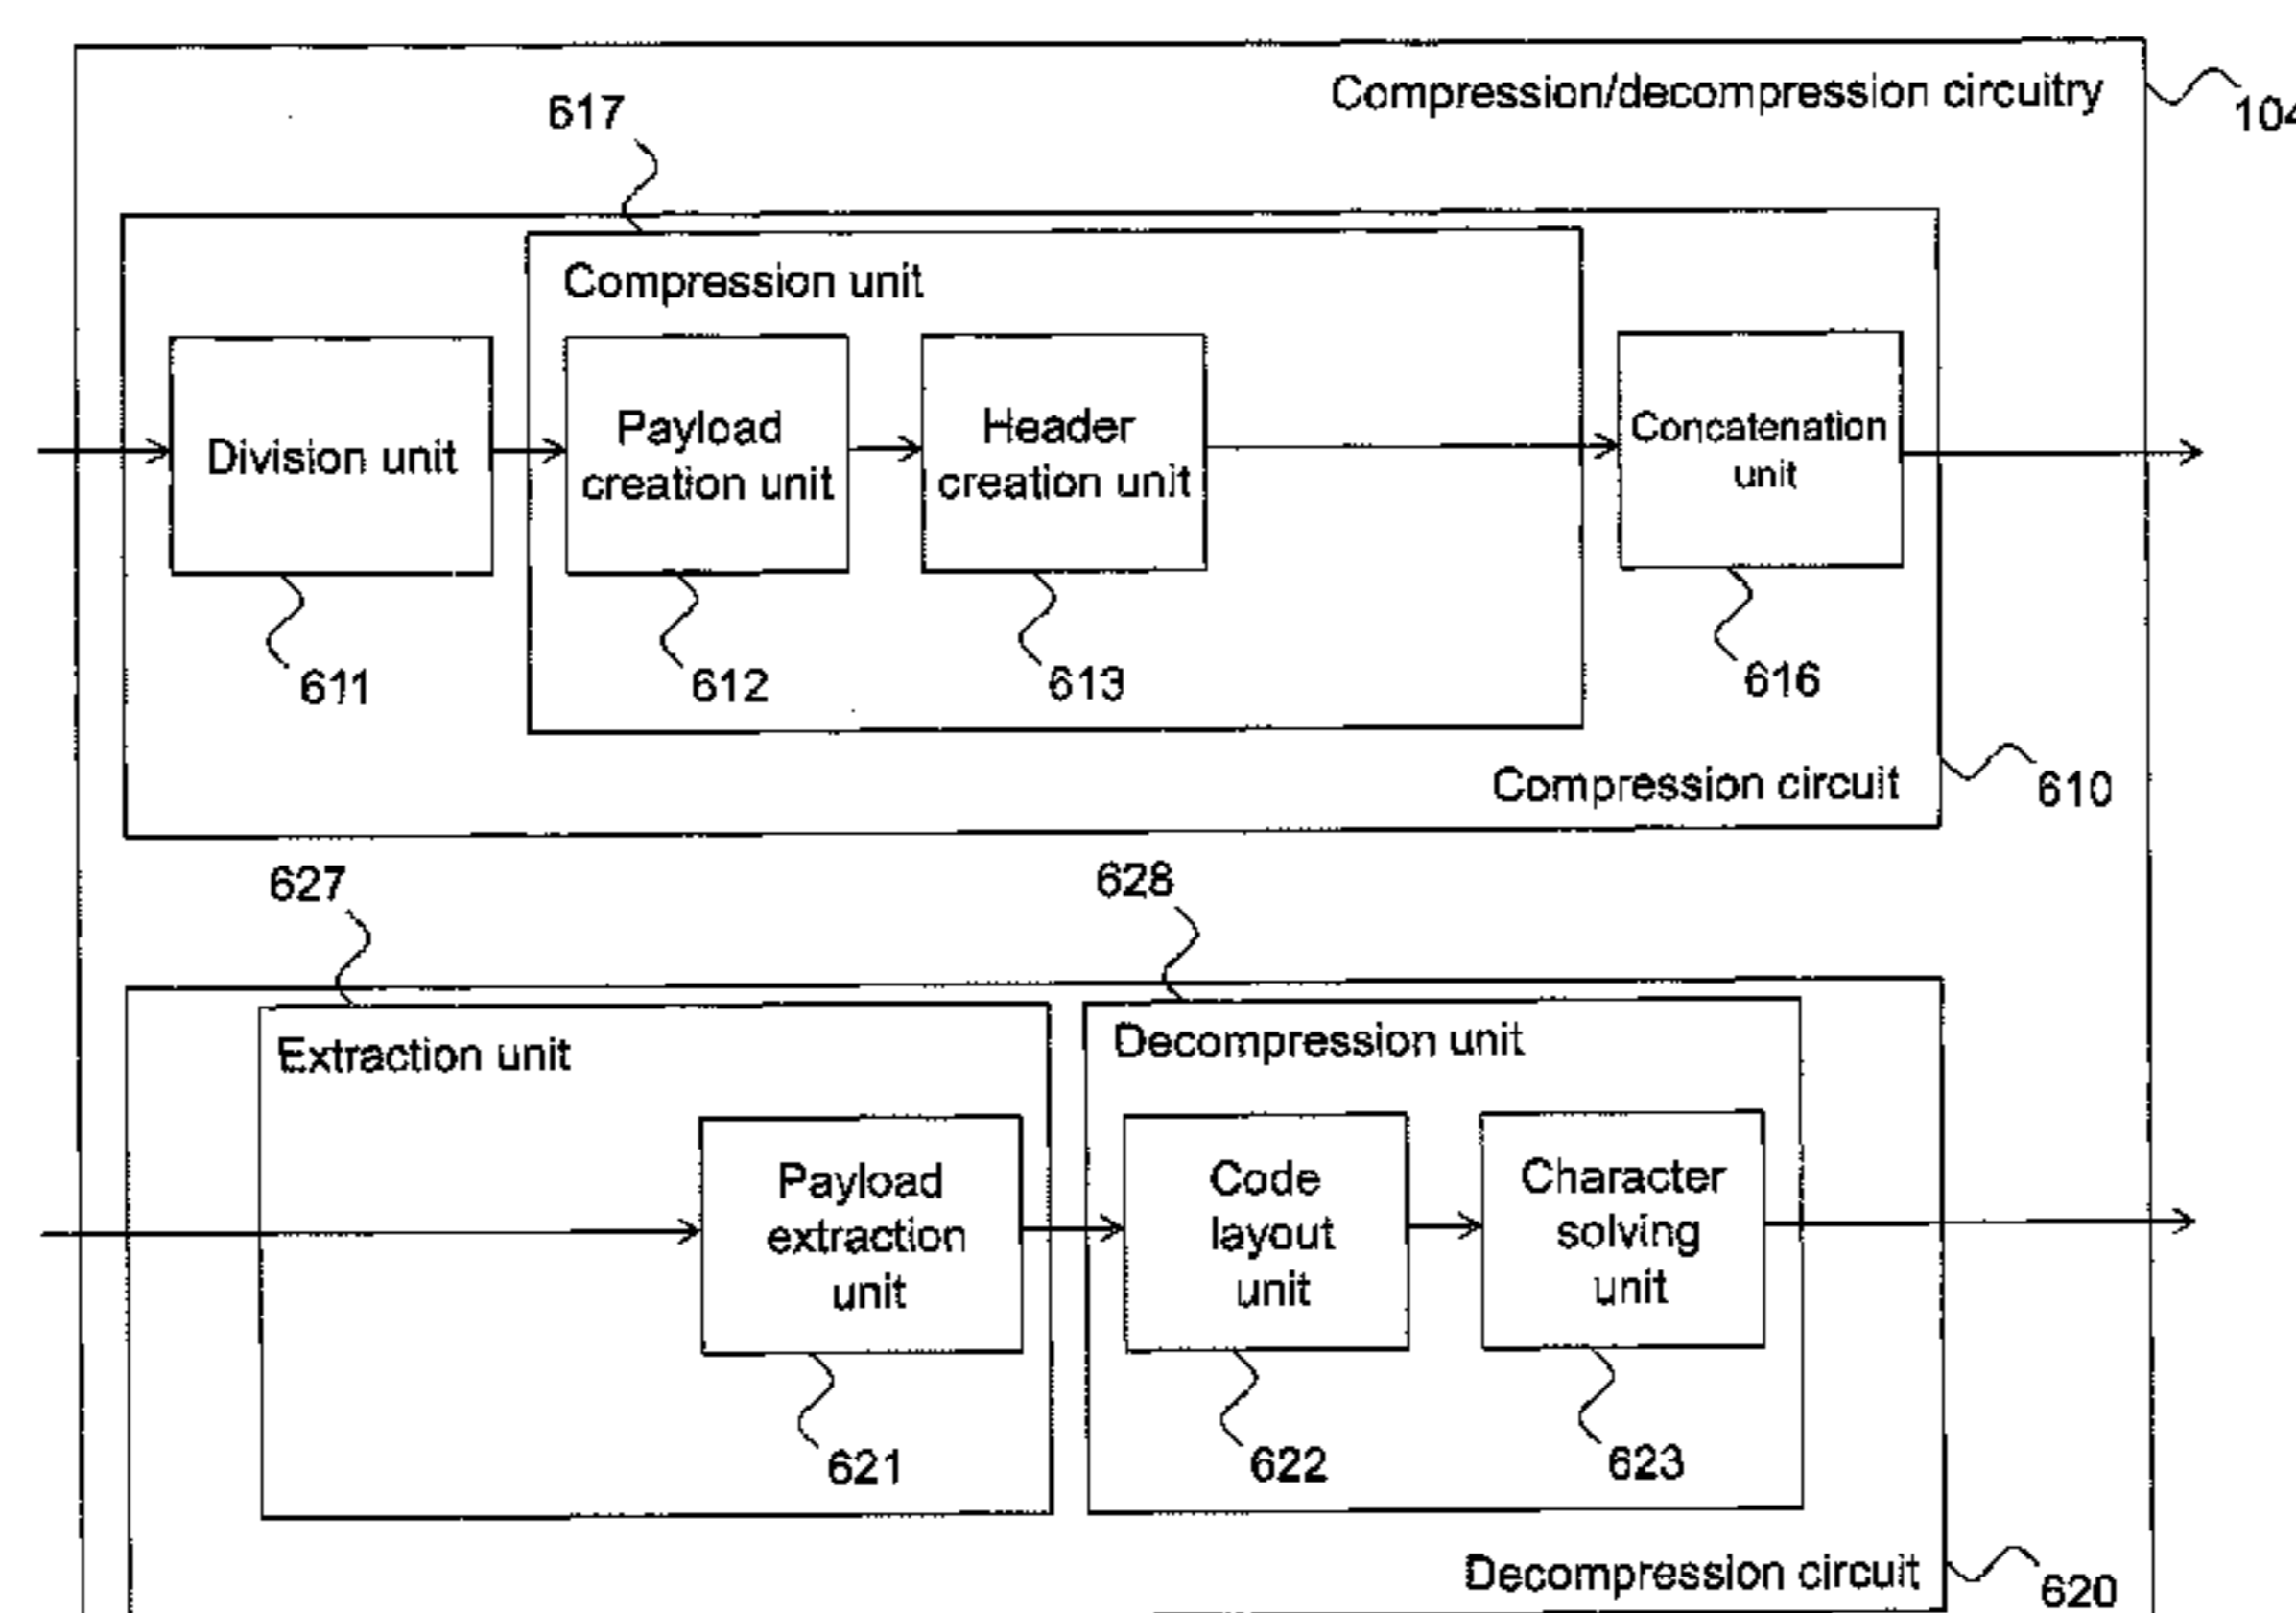 Compression/decompression circuitry
104
617
Compression unit
Division unit
Payload
creation unit
Header
creation unit
Concatenation
unit
611
612
613
616
Compression circuit
610
627
628
Extraction unit
Decompression unit
Payload
extraction
unit
Code
layout
unit
Character
solving
unit
621
622
623
Decompression circuit
620